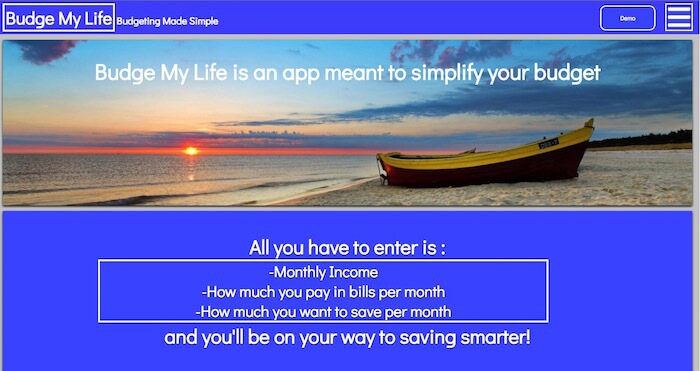 Budge My Life Budgeting Made Simple
Demo
Budge My Life is an app meant to simplify your budget
All you have to enter is :
-Monthly Income
-How much you pay in bills per month
-How much you want to save per month
and you'll be on your way to saving smarter!